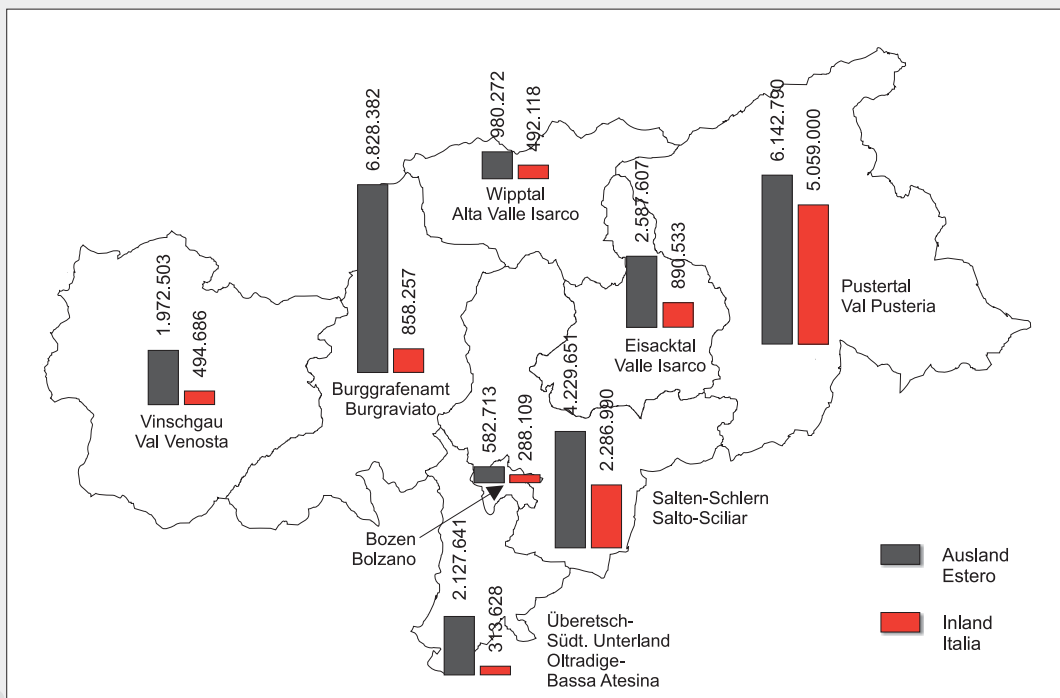 980.272
492.118
Wipptal
Alta Valle Isarco
6.828.382
858.257
Burggrafenamt
Burgraviato
6.142.790
5.059.000
Pustertal
Val Pusteria
2.587.607
890.533
Eisacktal
Valle Isarco
1.972.503
494.686
Vinschgau
Val Venosta
582.713
288.109
Bozen
Bolzano
4.229.651
2.286.990
Salten-Schlern
Salto-Sciliar
2.127.641
313.628
Überetsch-
Südt. Unterland
Oltradige-
Bassa Atesina
Ausland
Estero
Inland
Italia